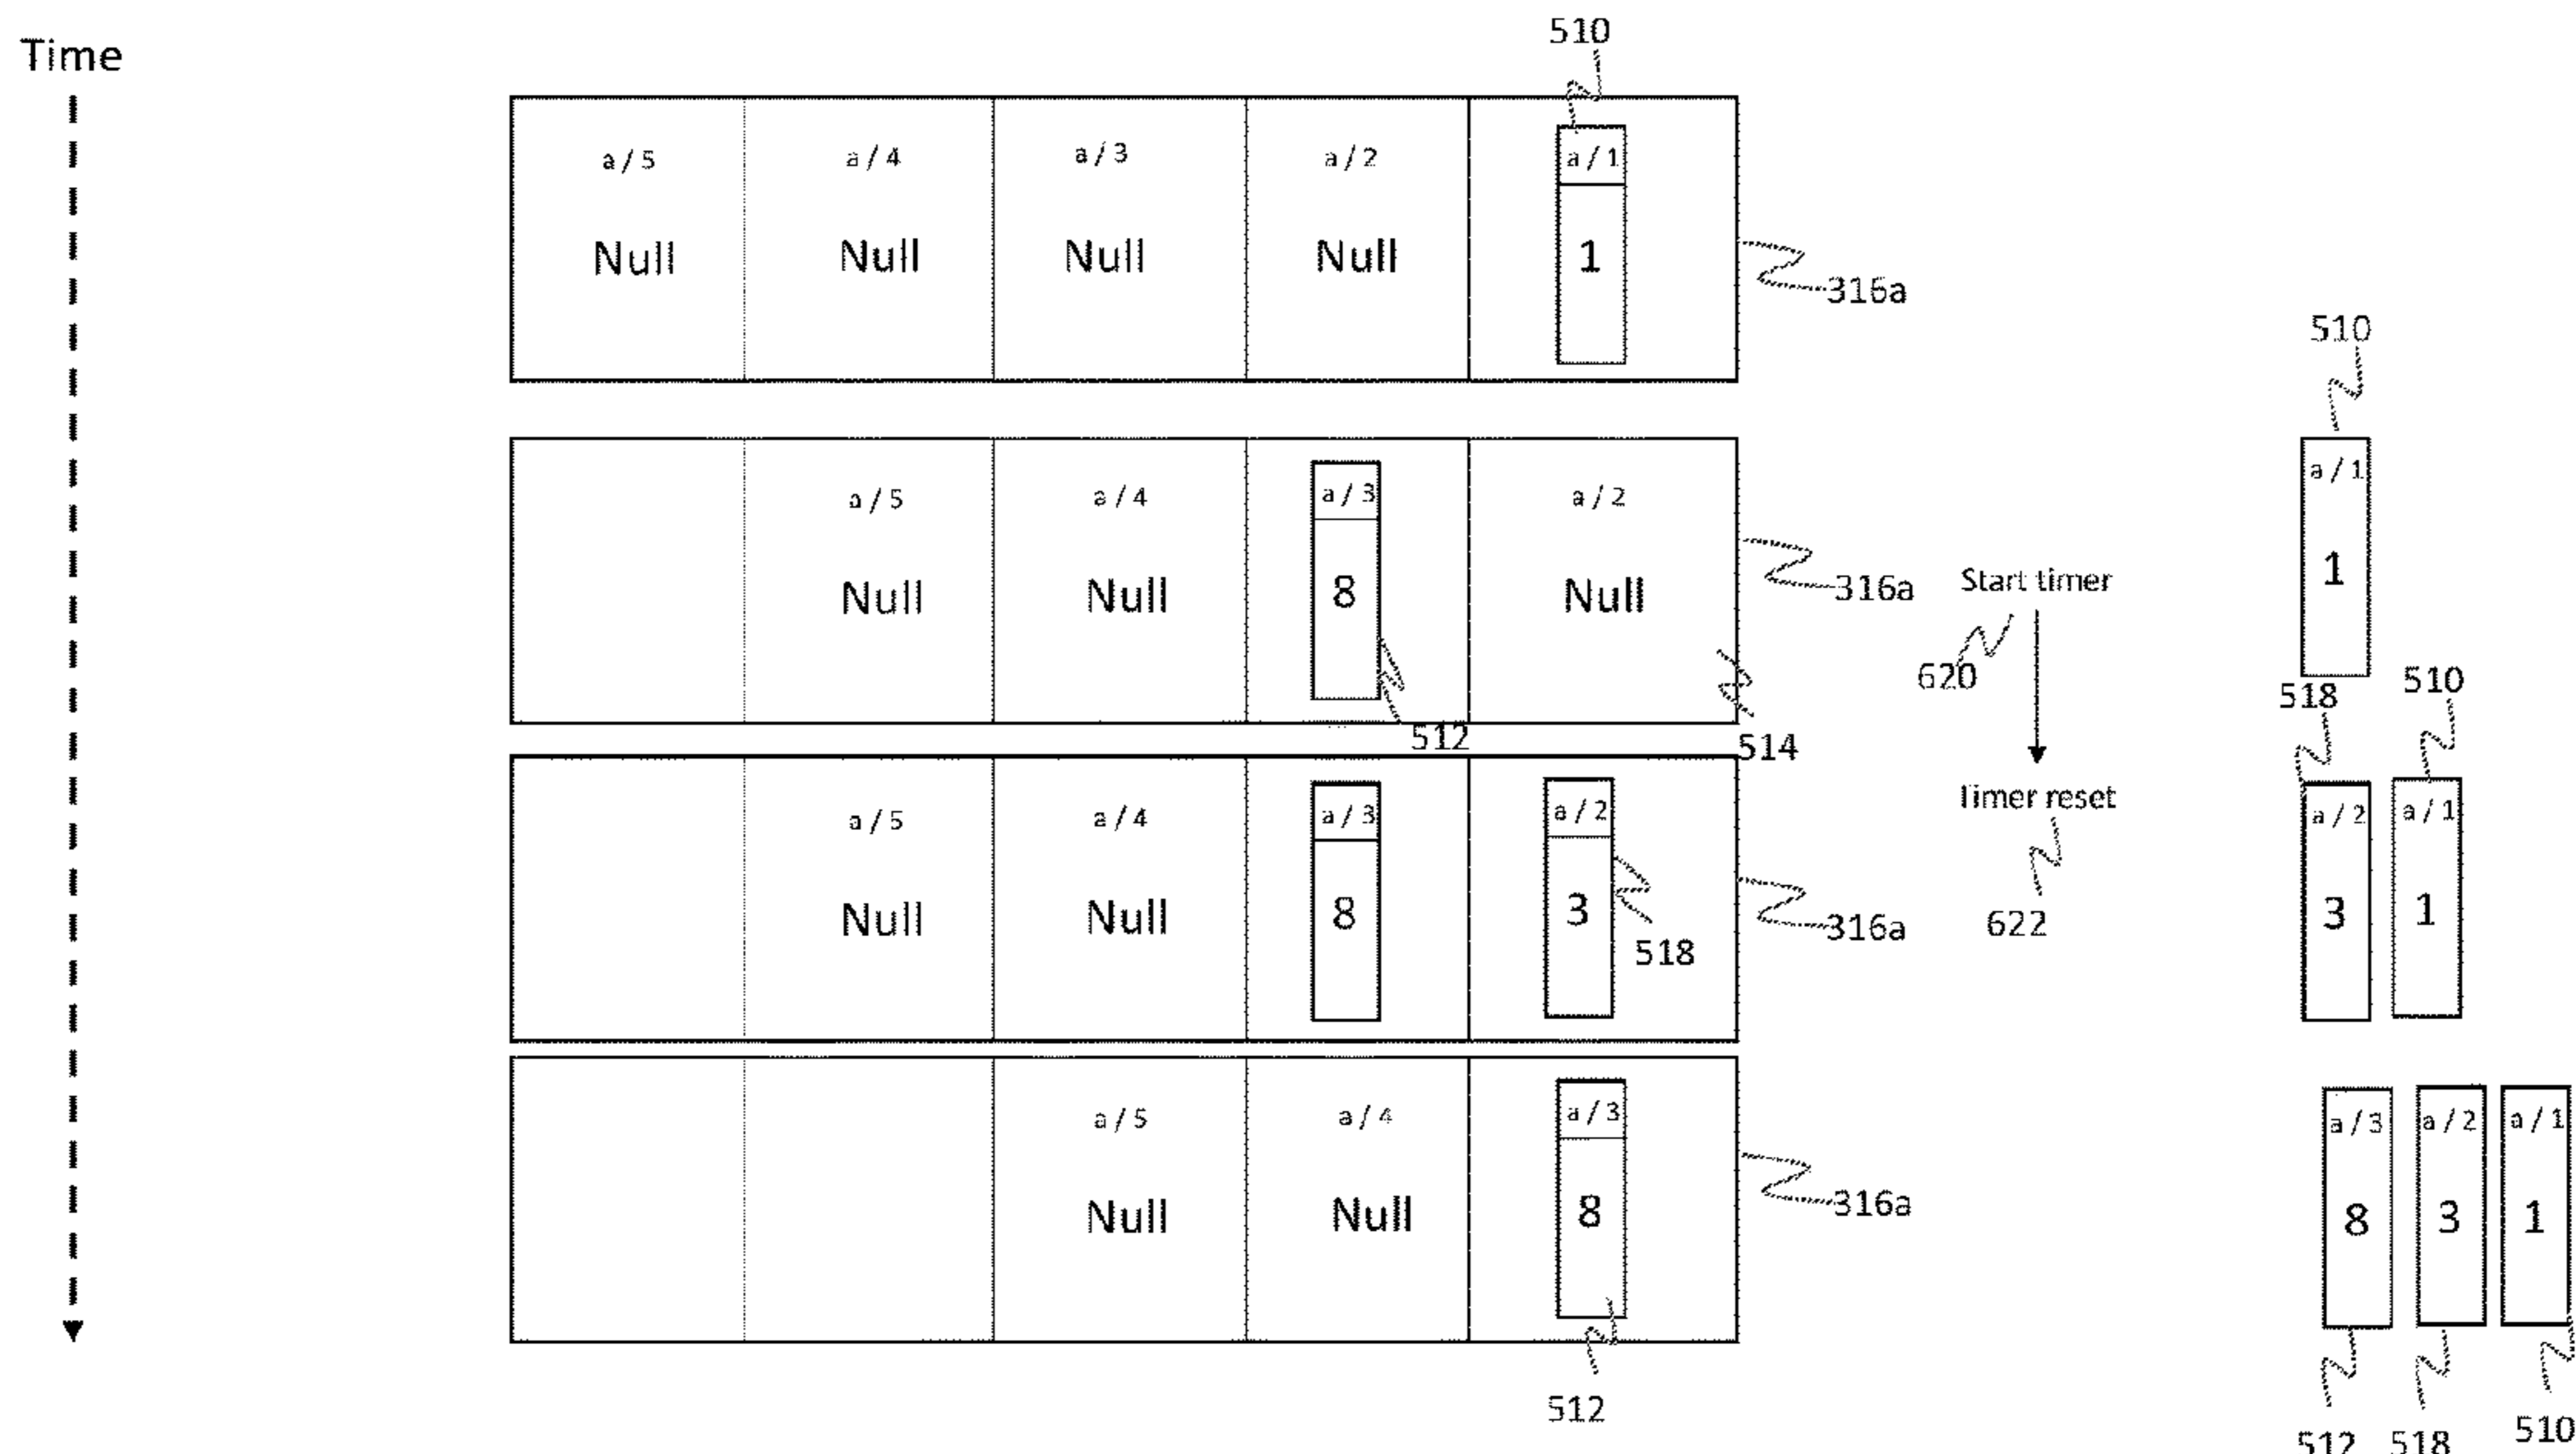 Time
510
a / 5 a / 4 a / 3 a / 2 a / 1
Null Null Null Null 1
316a
510
a / 5 a / 4 a / 3 a / 2 a / 1
Null Null 8 Null 1
316a
Start timer
620
512
514
518 510
Timer reset
a / 5 a / 4 a / 3 a / 2 a / 2 a / 1
Null Null 8 3 3 1
518
316a
622
a / 5 a / 4 a / 3 a / 3 a / 2 a / 1
Null Null 8 8 3 1
316a
512
512 518 510